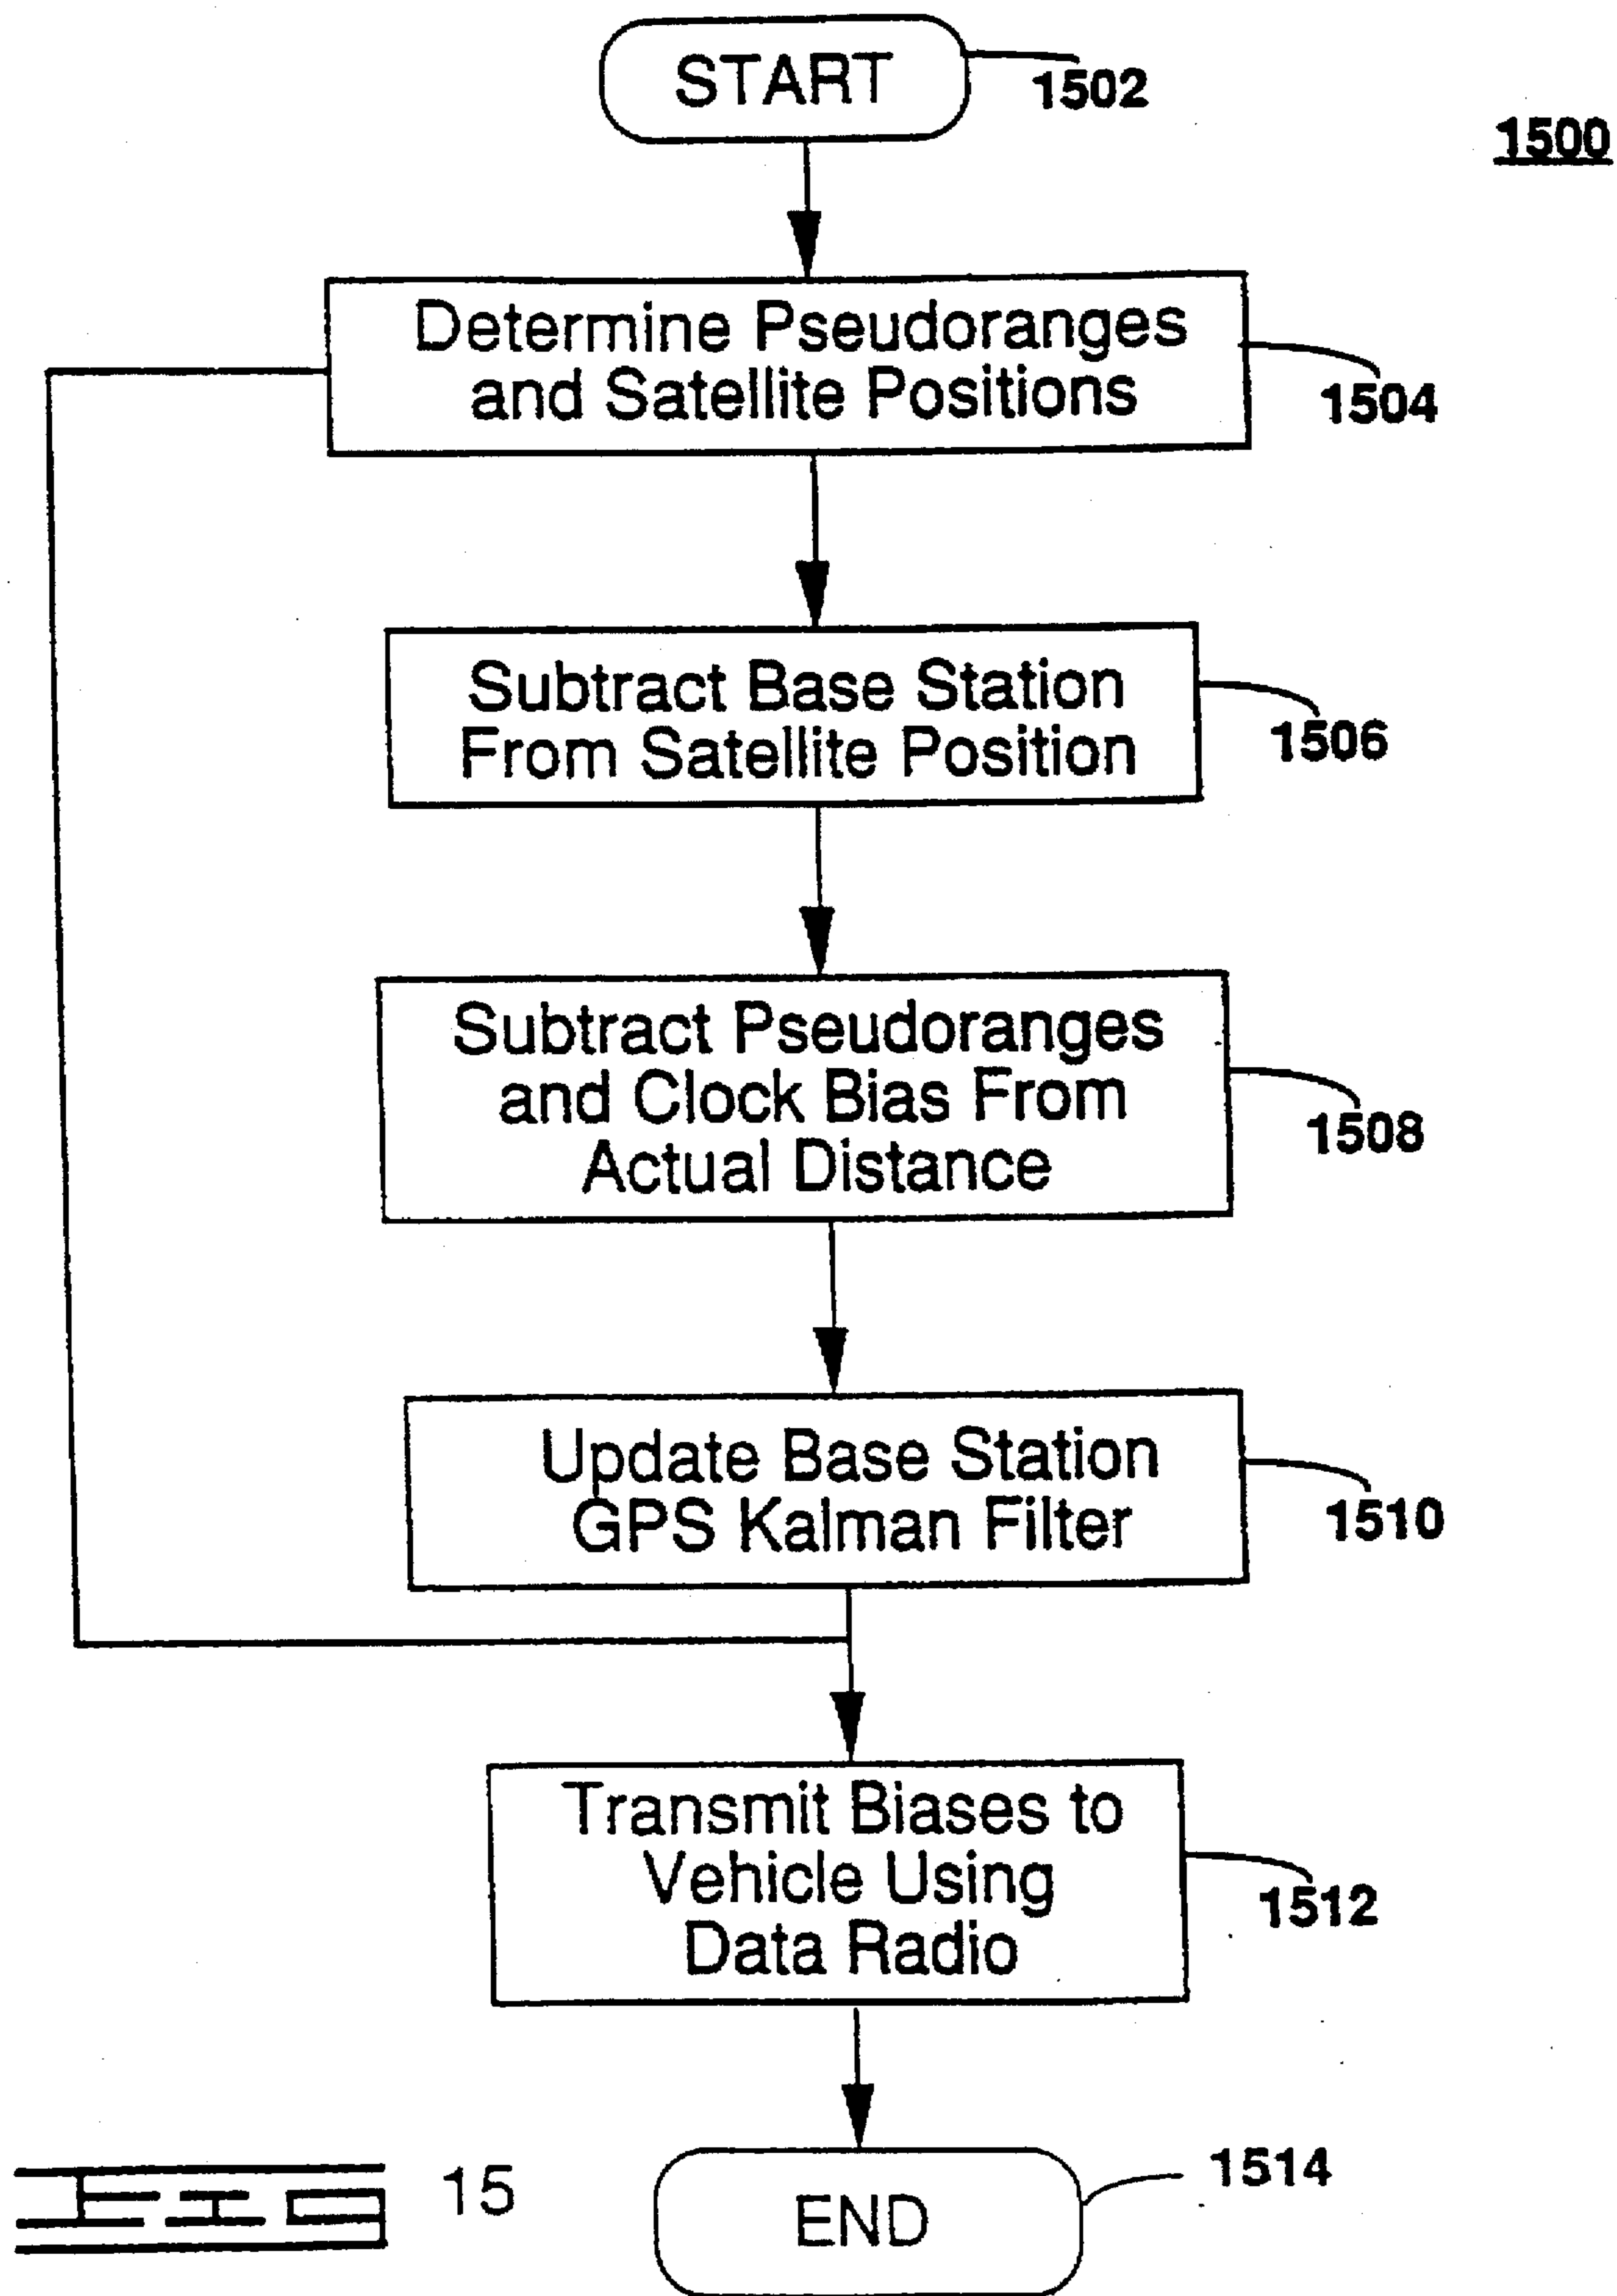 START
1502
1500
Determine Pseudoranges
and Satellite Positions
1504
Subtract Base Station
From Satellite Position
1506
Subtract Pseudoranges
and Clock Bias From
Actual Distance
1508
Update Base Station
GPS Kalman Filter
1510
Transmit Biases to
Vehicle Using
Data Radio
1512
END
1514
FIG 15